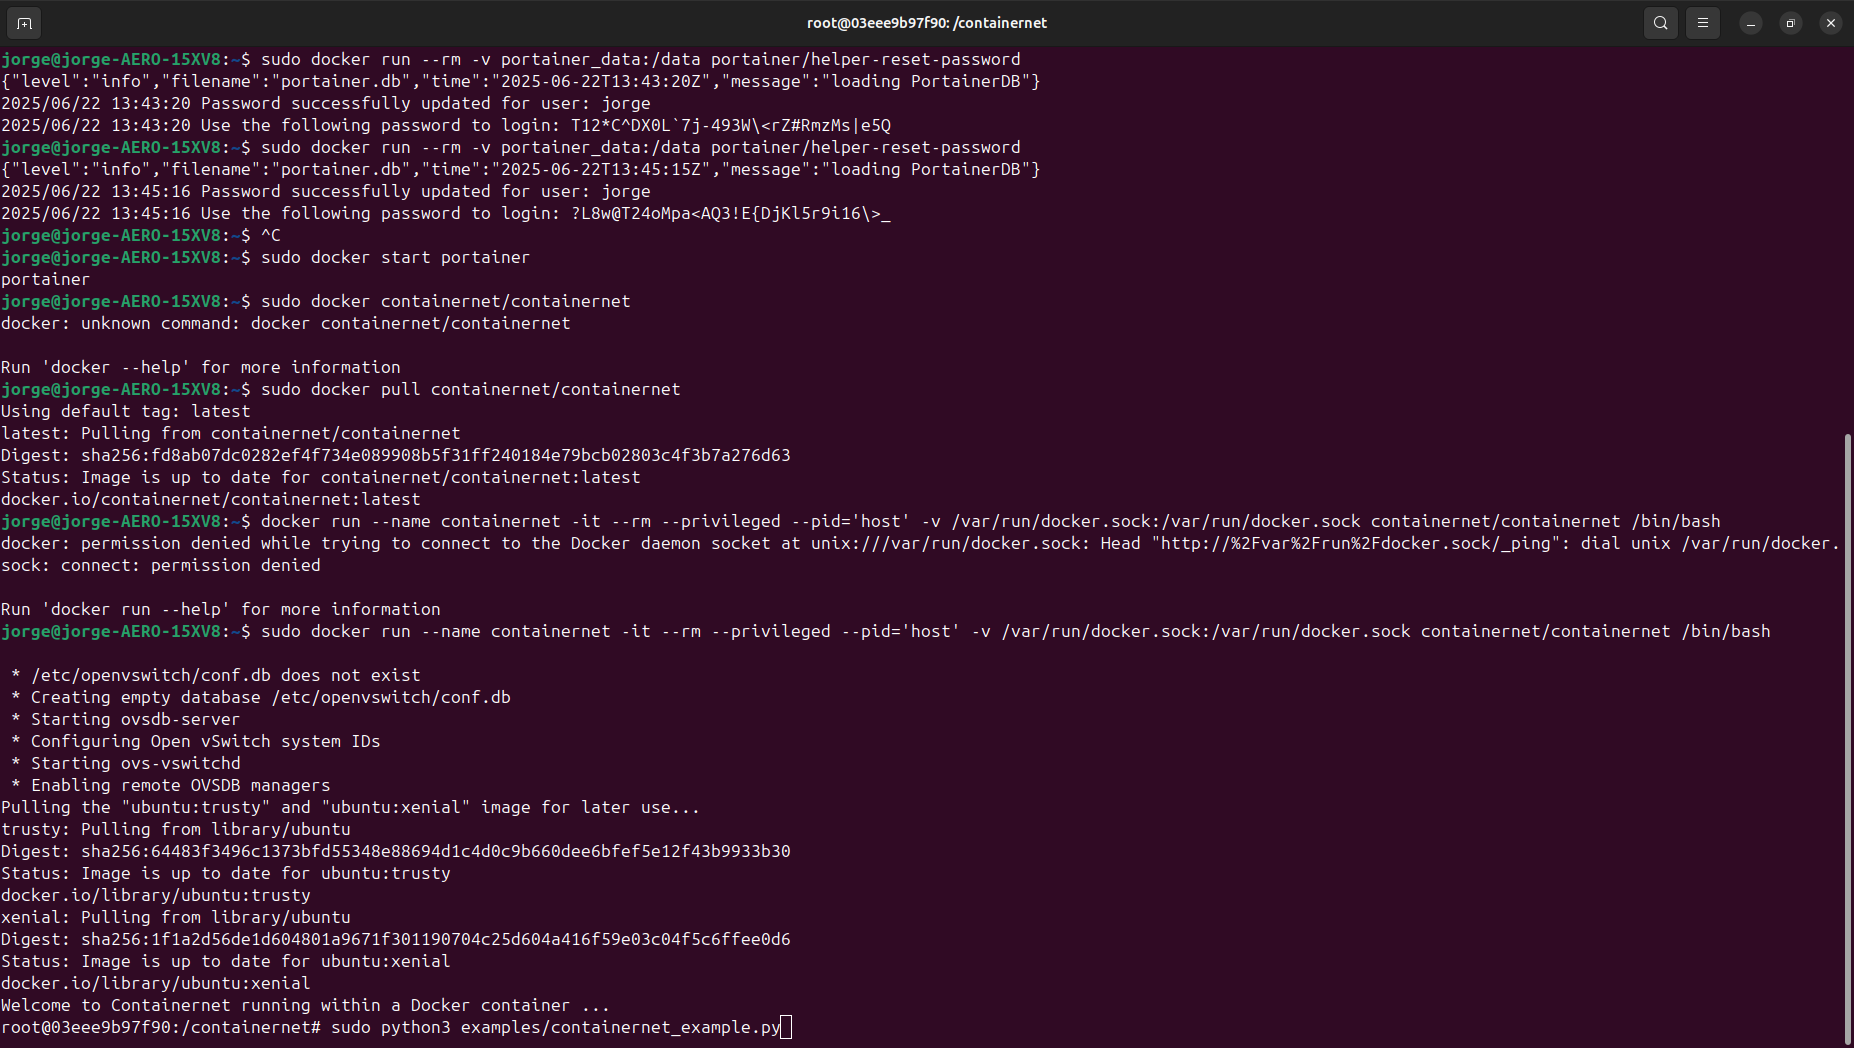 root@03eee9b97f90: /containernet
jorge@jorge-AERO-15XV8:~$ sudo docker run --rm -v portainer_data:/data portainer/helper-reset-password
{"level":"info","filename":"portainer.db","time":"2025-06-22T13:43:20Z","message":"loading PortainerDB"}
2025/06/22 13:43:20 Password successfully updated for user: jorge
2025/06/22 13:43:20 Use the following password to login: T12*C^DX0L`7j-493W\<rZ#RmzMs|e5Q
jorge@jorge-AERO-15XV8:~$ sudo docker run --rm -v portainer_data:/data portainer/helper-reset-password
{"level":"info","filename":"portainer.db","time":"2025-06-22T13:45:15Z","message":"loading PortainerDB"}
2025/06/22 13:45:16 Password successfully updated for user: jorge
2025/06/22 13:45:16 Use the following password to login: ?L8w@T24oMpa<AQ3!E{DjKl5r9i16\>_
jorge@jorge-AERO-15XV8:~$ ^C
jorge@jorge-AERO-15XV8:~$ sudo docker start portainer
portainer
jorge@jorge-AERO-15XV8:~$ sudo docker containernet/containernet
docker: unknown command: docker containernet/containernet
Run 'docker --help' for more information
jorge@jorge-AERO-15XV8:~$ sudo docker pull containernet/containernet
Using default tag: latest
latest: Pulling from containernet/containernet
Digest: sha256:fd8ab07dc0282ef4f734e089908b5f31ff240184e79bcb02803c4f3b7a276d63
Status: Image is up to date for containernet/containernet:latest
docker.io/containernet/containernet:latest
jorge@jorge-AERO-15XV8:~$ docker run --name containernet -it --rm --privileged --pid='host' -v /var/run/docker.sock:/var/run/docker.sock containernet/containernet /bin/bash
docker: permission denied while trying to connect to the Docker daemon socket at unix:///var/run/docker.sock: Head "http://%2Fvar%2Frun%2Fdocker.sock/_ping": dial unix /var/run/docker.
sock: connect: permission denied
Run 'docker run --help' for more information
jorge@jorge-AERO-15XV8:~$ sudo docker run --name containernet -it --rm --privileged --pid='host' -v /var/run/docker.sock:/var/run/docker.sock containernet/containernet /bin/bash
* /etc/openvswitch/conf.db does not exist
* Creating empty database /etc/openvswitch/conf.db
* Starting ovsdb-server
* Configuring Open vSwitch system IDs
* Starting ovs-vswitchd
* Enabling remote OVSDB managers
Pulling the "ubuntu:trusty" and "ubuntu:xenial" image for later use...
trusty: Pulling from library/ubuntu
Digest: sha256:64483f3496c1373bfd55348e88694d1c4d0c9b660dee6bfef5e12f43b9933b30
Status: Image is up to date for ubuntu:trusty
docker.io/library/ubuntu:trusty
xenial: Pulling from library/ubuntu
Digest: sha256:1f1a2d56de1d604801a9671f301190704c25d604a416f59e03c04f5c6ffee0d6
Status: Image is up to date for ubuntu:xenial
docker.io/library/ubuntu:xenial
Welcome to Containernet running within a Docker container ...
root@03eee9b97f90:/containernet# sudo python3 examples/containernet_example.py